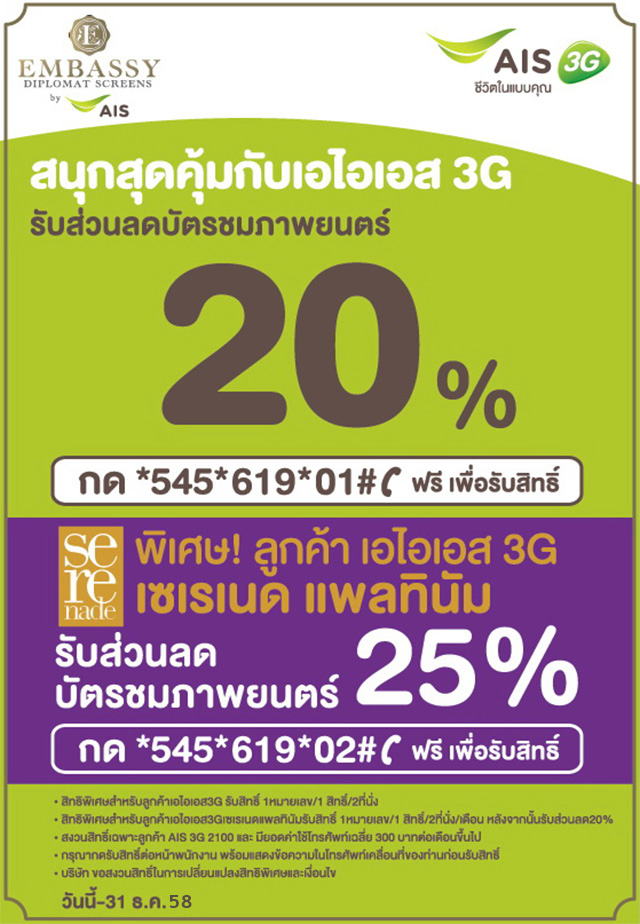 E
EMBASSY
DIPLOMAT SCREENS
by AIS
AIS 3G
ชีวิตในแบบคุณ
สนุกสุดคุ้มกับเอไอเอส 3G
รับส่วนลดบัตรชมภาพยนตร์
20%
กด *545*619*01# ฟรี เพื่อรับสิทธิ์
se
re
nade
พิเศษ! ลูกค้า เอไอเอส 3G
เซเรเนด แพลทินัม
รับส่วนลด
บัตรชมภาพยนตร์ 25%
กด *545*619*02# ฟรี เพื่อรับสิทธิ์
• สิทธิพิเศษสำหรับลูกค้าเอไอเอส3G รับสิทธิ์ 1หมายเลข/1 สิทธิ์/2ที่นั่ง
• สิทธิพิเศษสำหรับลูกค้าเอไอเอส3Gเซเรเนดแพลทินัมรับสิทธิ์ 1หมายเลข/1 สิทธิ์/2ที่นั่ง/เดือน หลังจากนั้นรับส่วนลด20%
• สงวนสิทธิ์เฉพาะลูกค้า AIS 3G 2100 และ มียอดค่าใช้โทรศัพท์เฉลี่ย 300 บาทต่อเดือนขึ้นไป
• กรุณากดรับสิทธิ์ต่อหน้าพนักงาน พร้อมแสดงข้อความในโทรศัพท์เคลื่อนที่ของท่านก่อนรับสิทธิ์
• บริษัท ขอสงวนสิทธิ์ในการเปลี่ยนแปลงสิทธิพิเศษและเงื่อนไข
วันนี้-31 ธ.ค.58